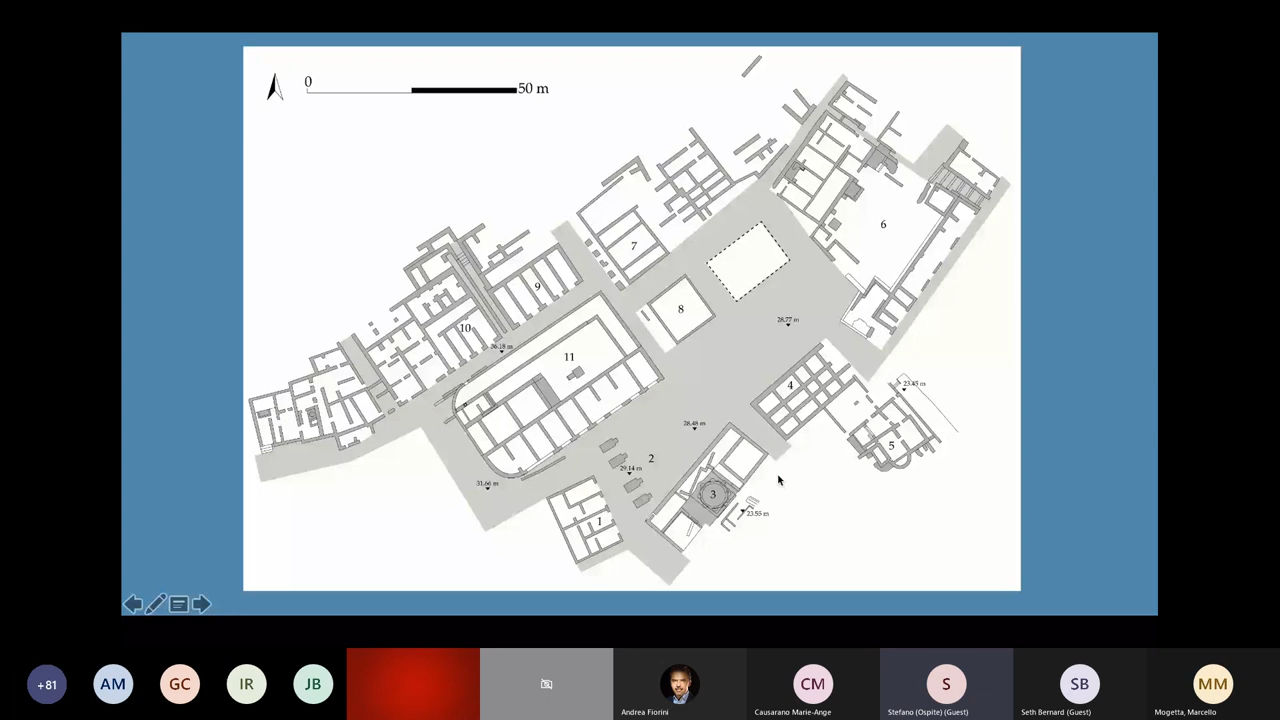 0
50 m
6
7
9
8
10
28.77 m
36.18 m
11
4
23.45 m
28.48 m
5
2
29.14 m
31.66 m
3
23.55 m
1
+81
AM
GC
IR
JB
CM
S
SB
MM
Andrea Fiorini
Causarano Marie-Ange
Stefano (Ospite) (Guest)
Seth Bernard (Guest)
Mogetta, Marcello